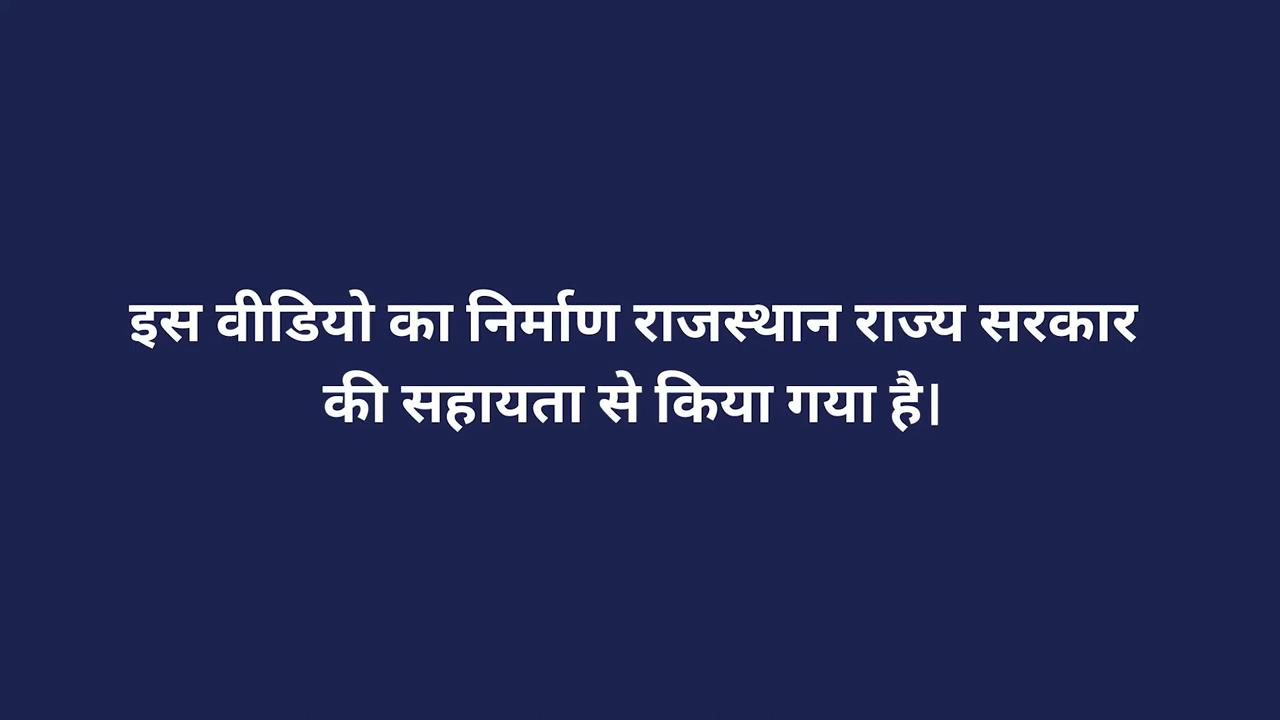 इस वीडियो का निर्माण राजस्थान राज्य सरकार
की सहायता से किया गया है।